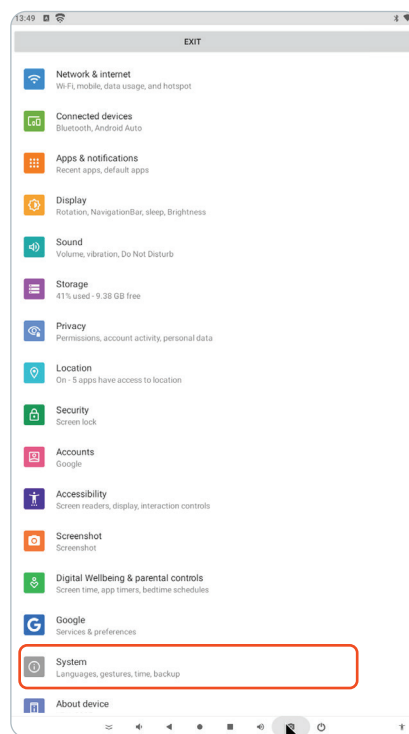 13:49
EXIT
Network & internet
Wi-Fi, mobile, data usage, and hotspot
Connected devices
Bluetooth, Android Auto
Apps & notifications
Recent apps, default apps
Display
Rotation, NavigationBar, sleep, Brightness
Sound
Volume, vibration, Do Not Disturb
Storage
41% used - 9.38 GB free
Privacy
Permissions, account activity, personal data
Location
On - 5 apps have access to location
Security
Screen lock
Accounts
Google
Accessibility
Screen readers, display, interaction controls
Screenshot
Screenshot
Digital Wellbeing & parental controls
Screen time, app timers, bedtime schedules
Google
Services & preferences
System
Languages, gestures, time, backup
About device